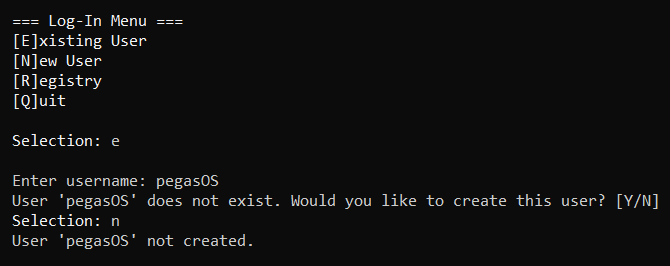 === Log-In Menu ===
[E]xisting User
[N]ew User
[R]egistry
[Q]uit
Selection: e
Enter username: pegasOS
User 'pegasOS' does not exist. Would you like to create this user? [Y/N]
Selection: n
User 'pegasOS' not created.